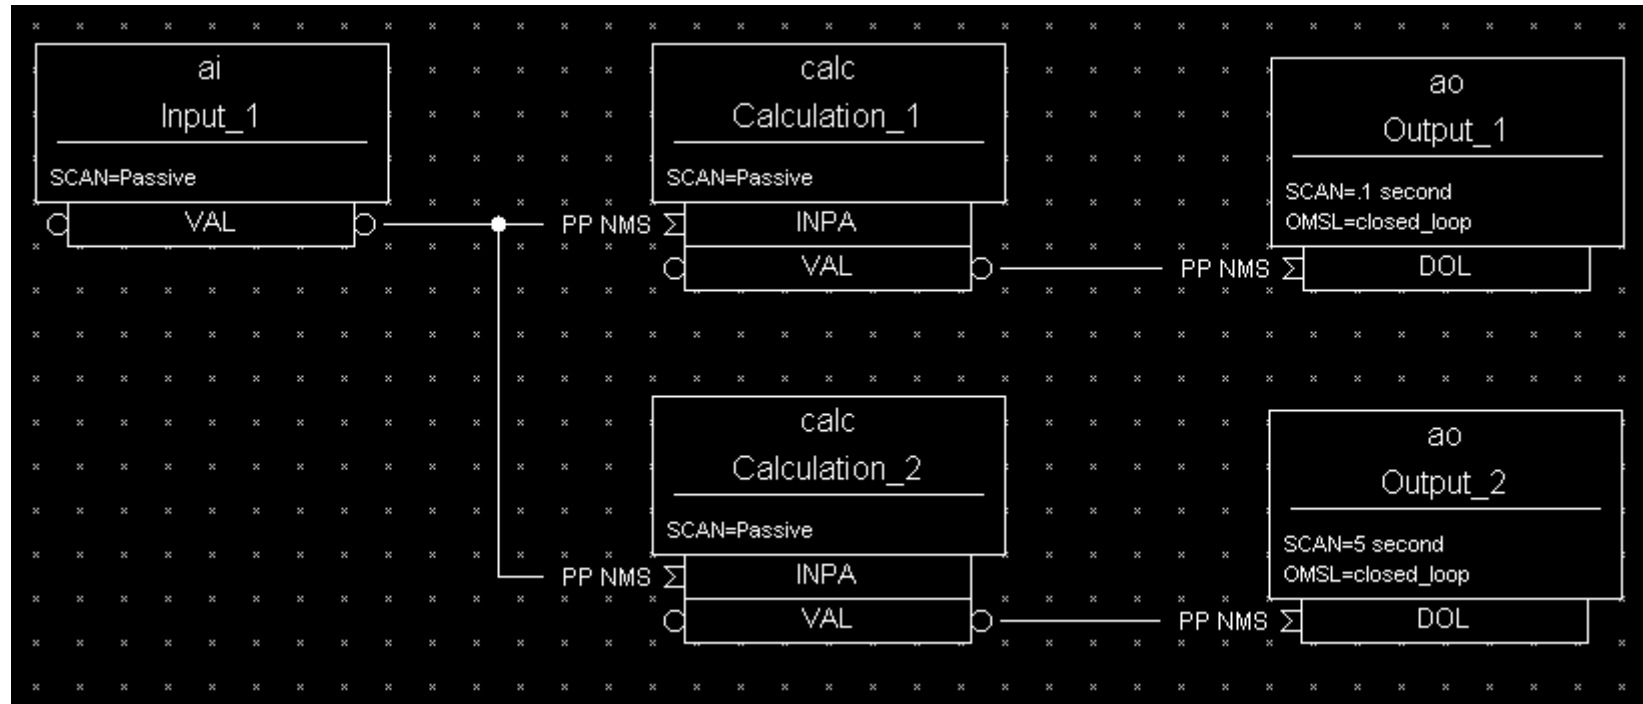 ai
Input_1
SCAN=Passive
VAL
calc
Calculation_1
SCAN=Passive
PP NMS INPA
VAL
ao
Output_1
SCAN=.1 second
OMSL=closed_loop
PP NMS DOL
calc
Calculation_2
SCAN=Passive
PP NMS INPA
VAL
ao
Output_2
SCAN=5 second
OMSL=closed_loop
PP NMS DOL